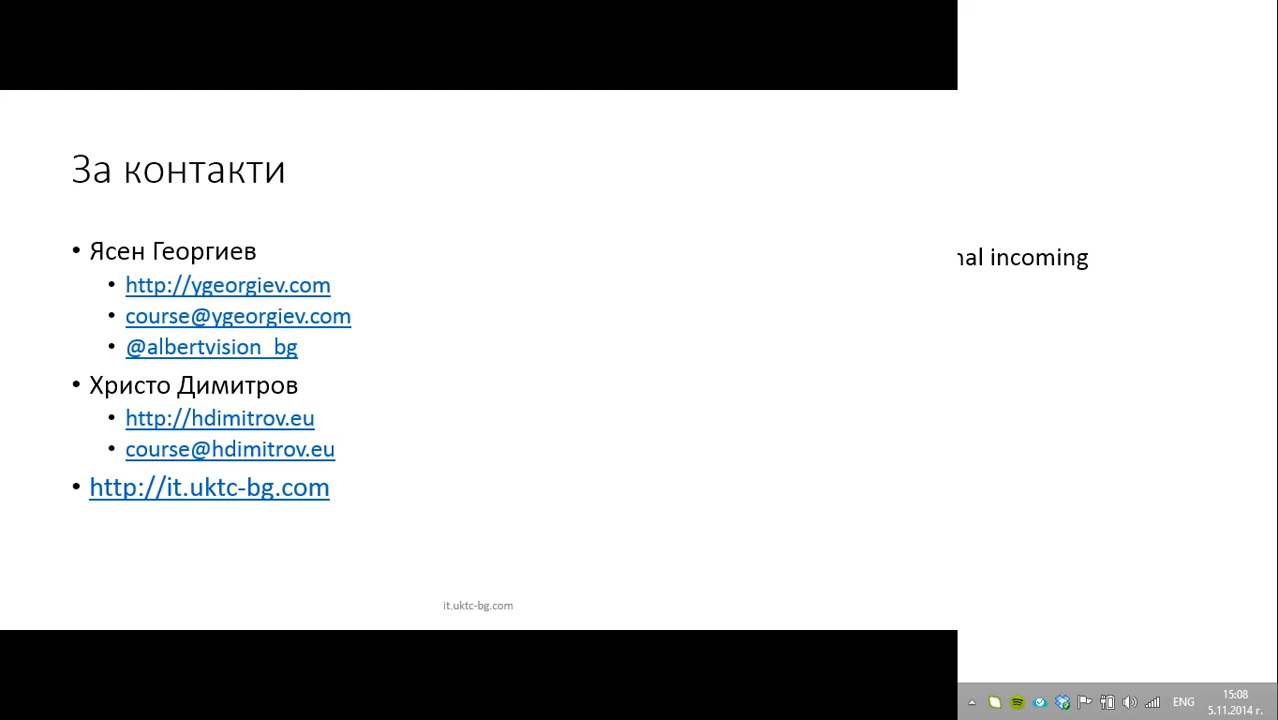 За контакти
• Ясен Георгиев
• http://ygeorgiev.com
• course@ygeorgiev.com
• @albertvision_bg
• Христо Димитров
• http://hdimitrov.eu
• course@hdimitrov.eu
• http://it.uktc-bg.com
it.uktc-bg.com
incoming
ENG
15:08
5.11.2014 г.